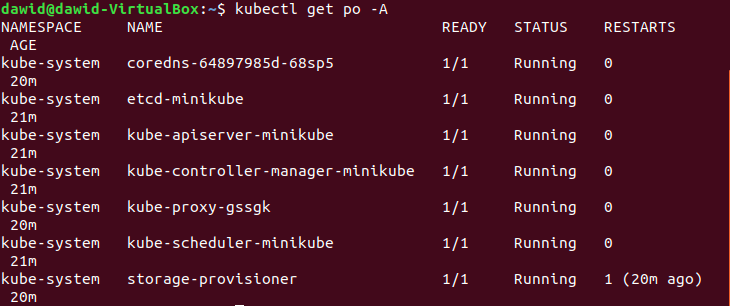 dawid@dawid-VirtualBox:~$ kubectl get po -A
NAMESPACE     NAME                               READY   STATUS    RESTARTS
 AGE
kube-system   coredns-64897985d-68sp5            1/1     Running   0
 20m
kube-system   etcd-minikube                      1/1     Running   0
 21m
kube-system   kube-apiserver-minikube            1/1     Running   0
 21m
kube-system   kube-controller-manager-minikube   1/1     Running   0
 21m
kube-system   kube-proxy-gssgk                   1/1     Running   0
 20m
kube-system   kube-scheduler-minikube            1/1     Running   0
 21m
kube-system   storage-provisioner                1/1     Running   1 (20m ago)
 20m